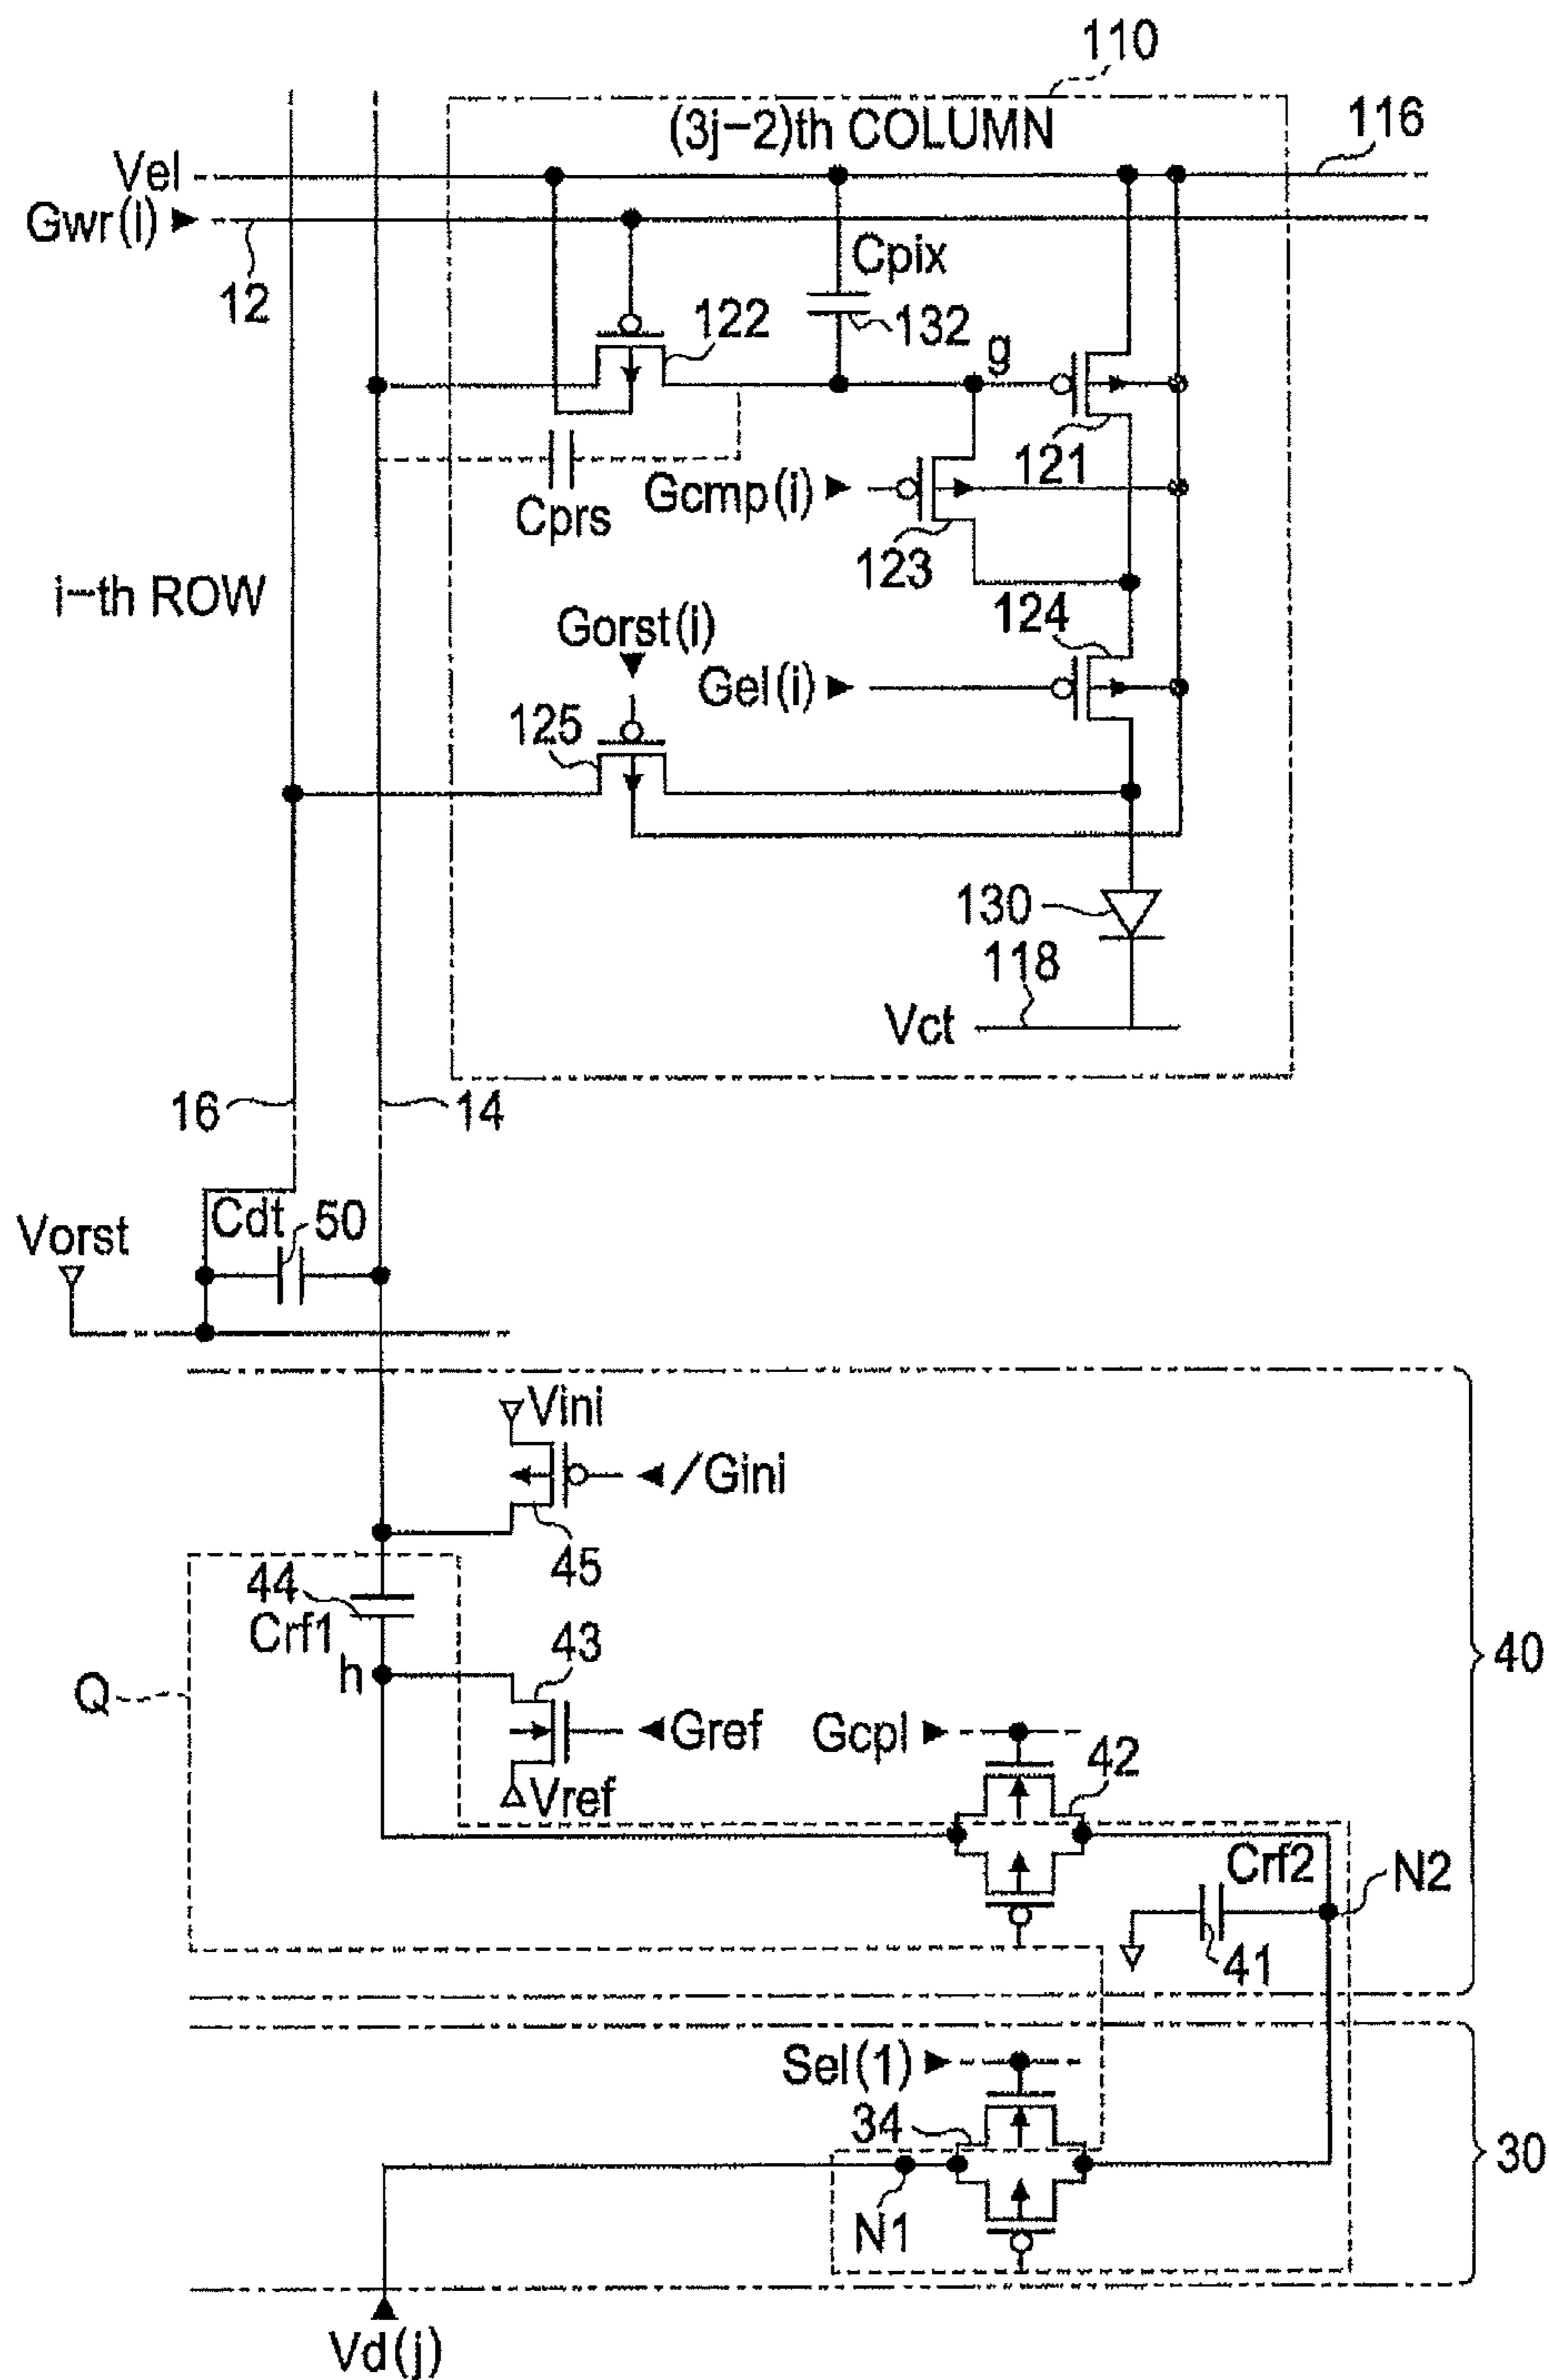 110
(3j-2)th COLUMN
116
Vel
Gwr(i)
12
Cpix
122
132
g
121
Gcmp(i)
Cprs
123
i-th ROW
124
Gorst(i)
Gel(i)
125
130
118
Vct
16
14
Cdt
50
Vorst
Vini
/Gini
45
44
Crf1
43
h
40
Q
Gref
Gcpl
42
Vref
Crf2
N2
41
Sel(1)
34
30
N1
Vd(j)